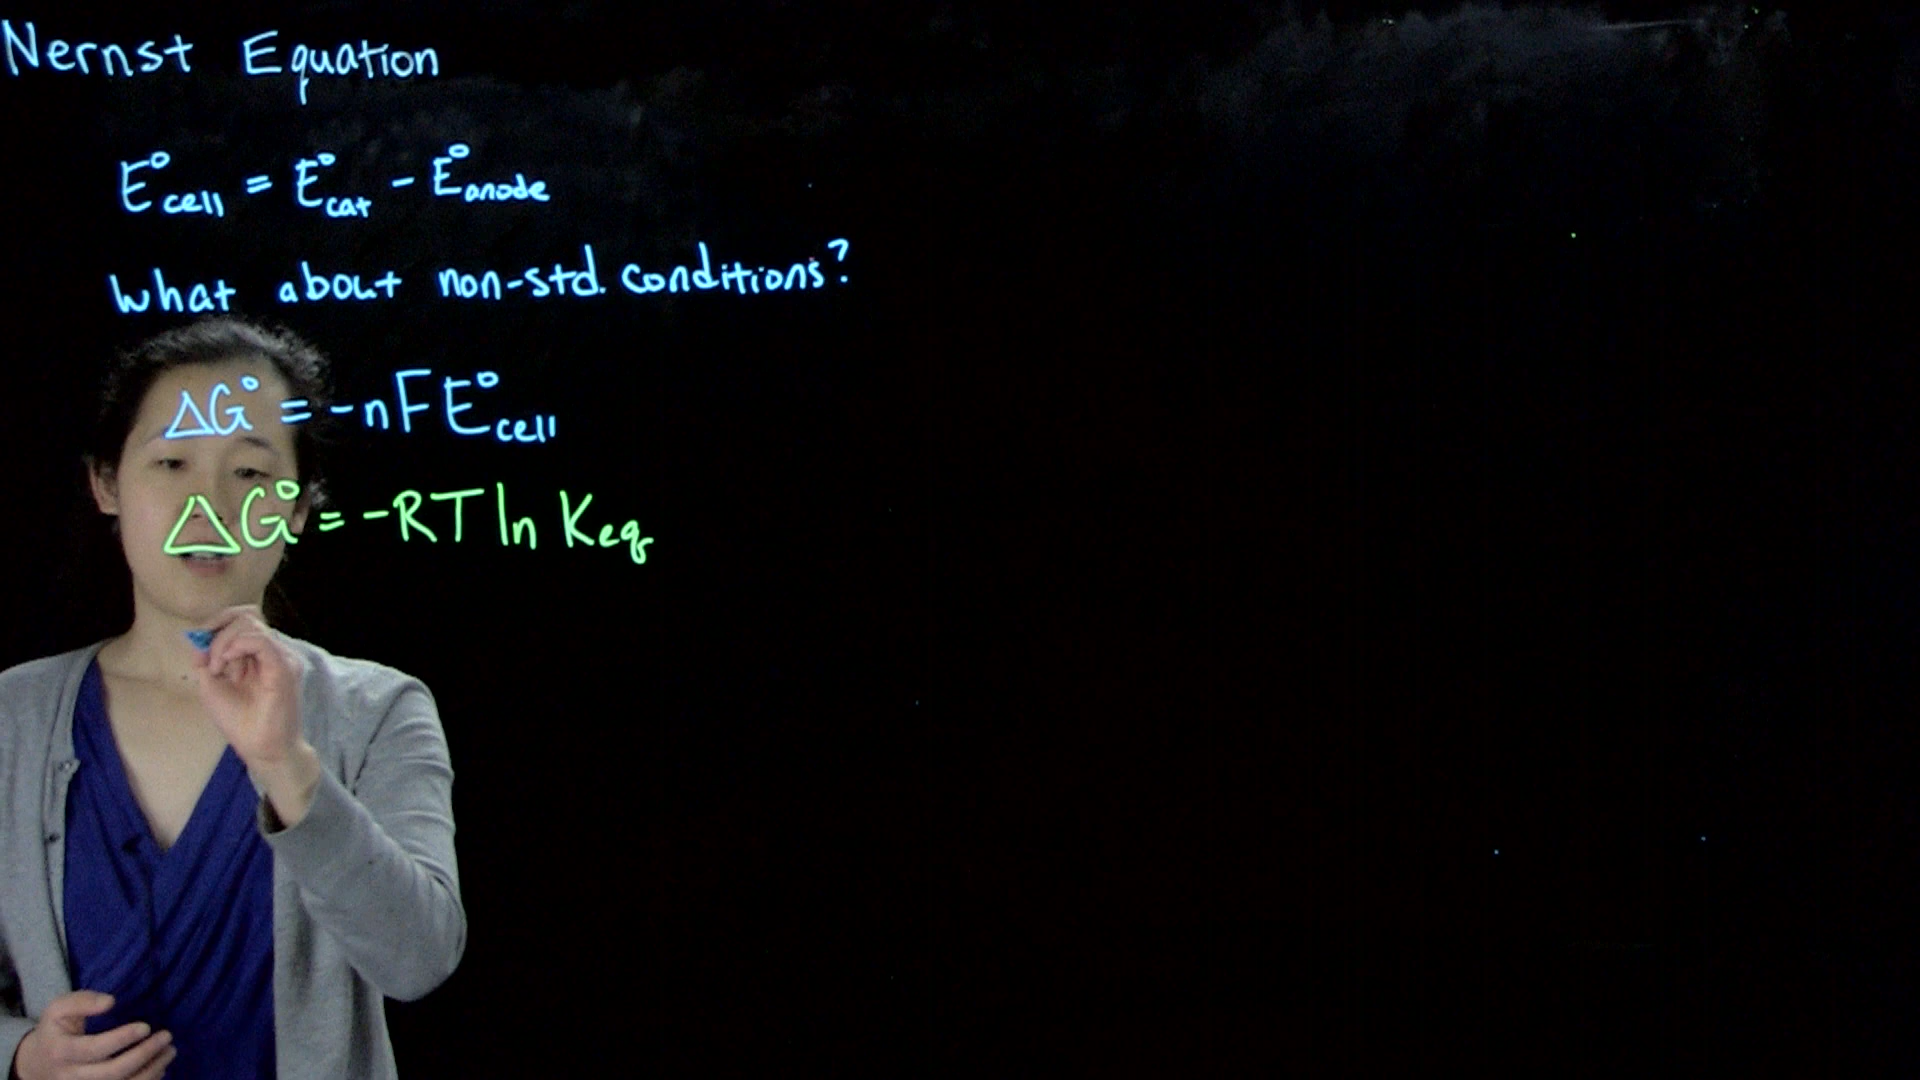 Nernst Equation
E°cell = E°cat - E°anode
What about non-std. conditions?
ΔG° = -nFE°cell
ΔG° = -RT ln Keq